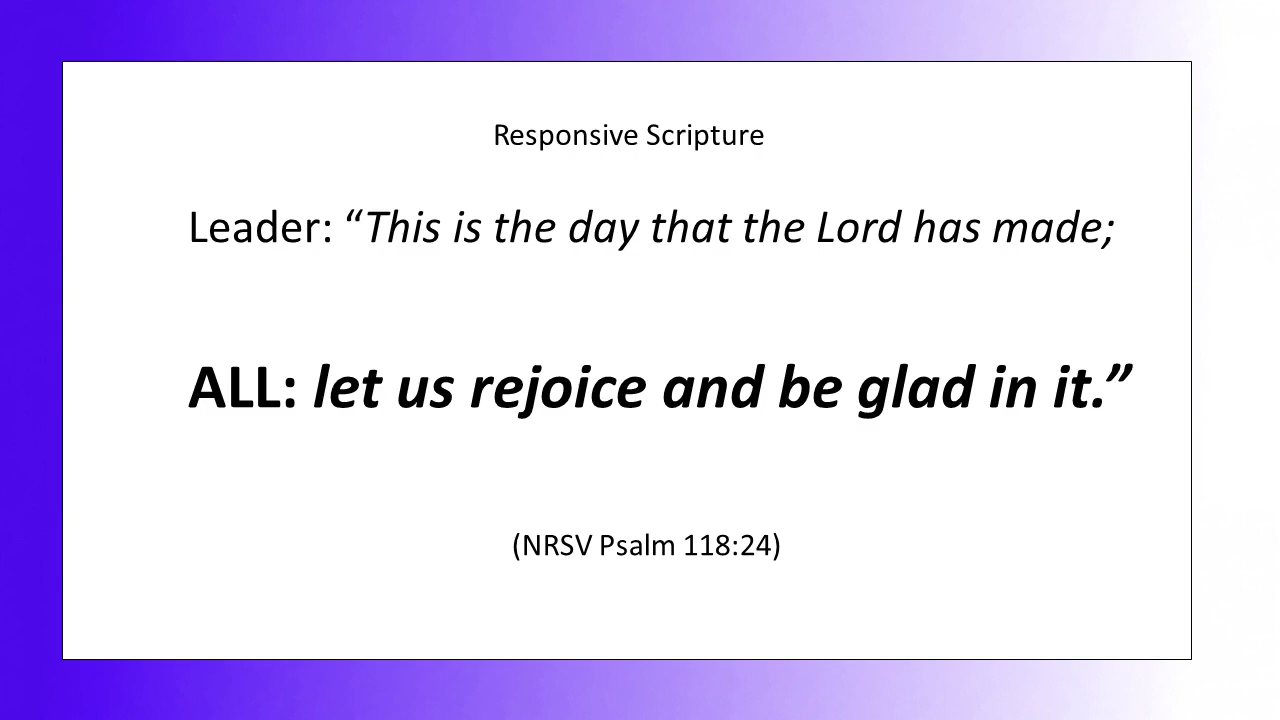 Responsive Scripture
Leader: “This is the day that the Lord has made;
ALL: let us rejoice and be glad in it.”
(NRSV Psalm 118:24)